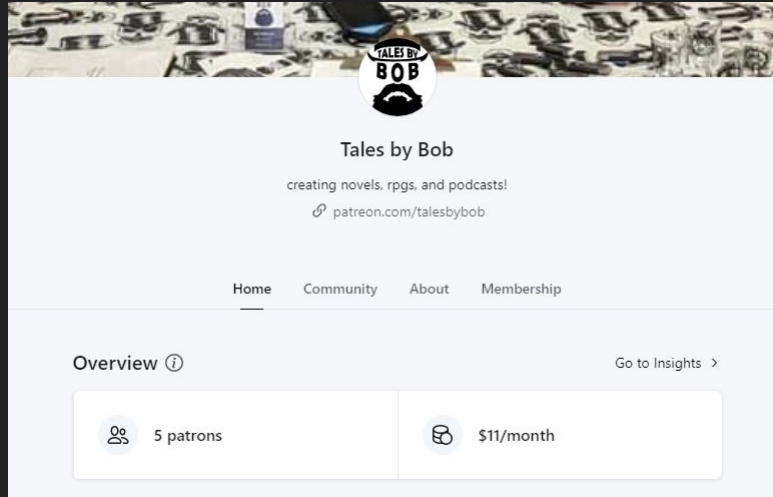 TALES BY
BOB
Tales by Bob
creating novels, rpgs, and podcasts!
patreon.com/talesbybob
Home Community About Membership
Overview
Go to Insights
5 patrons
$11/month